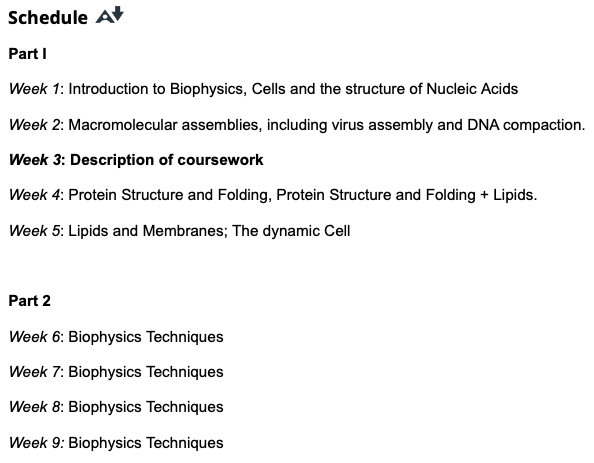 Schedule
Part I
Week 1: Introduction to Biophysics, Cells and the structure of Nucleic Acids
Week 2: Macromolecular assemblies, including virus assembly and DNA compaction.
Week 3: Description of coursework
Week 4: Protein Structure and Folding, Protein Structure and Folding + Lipids.
Week 5: Lipids and Membranes; The dynamic Cell
Part 2
Week 6: Biophysics Techniques
Week 7: Biophysics Techniques
Week 8: Biophysics Techniques
Week 9: Biophysics Techniques